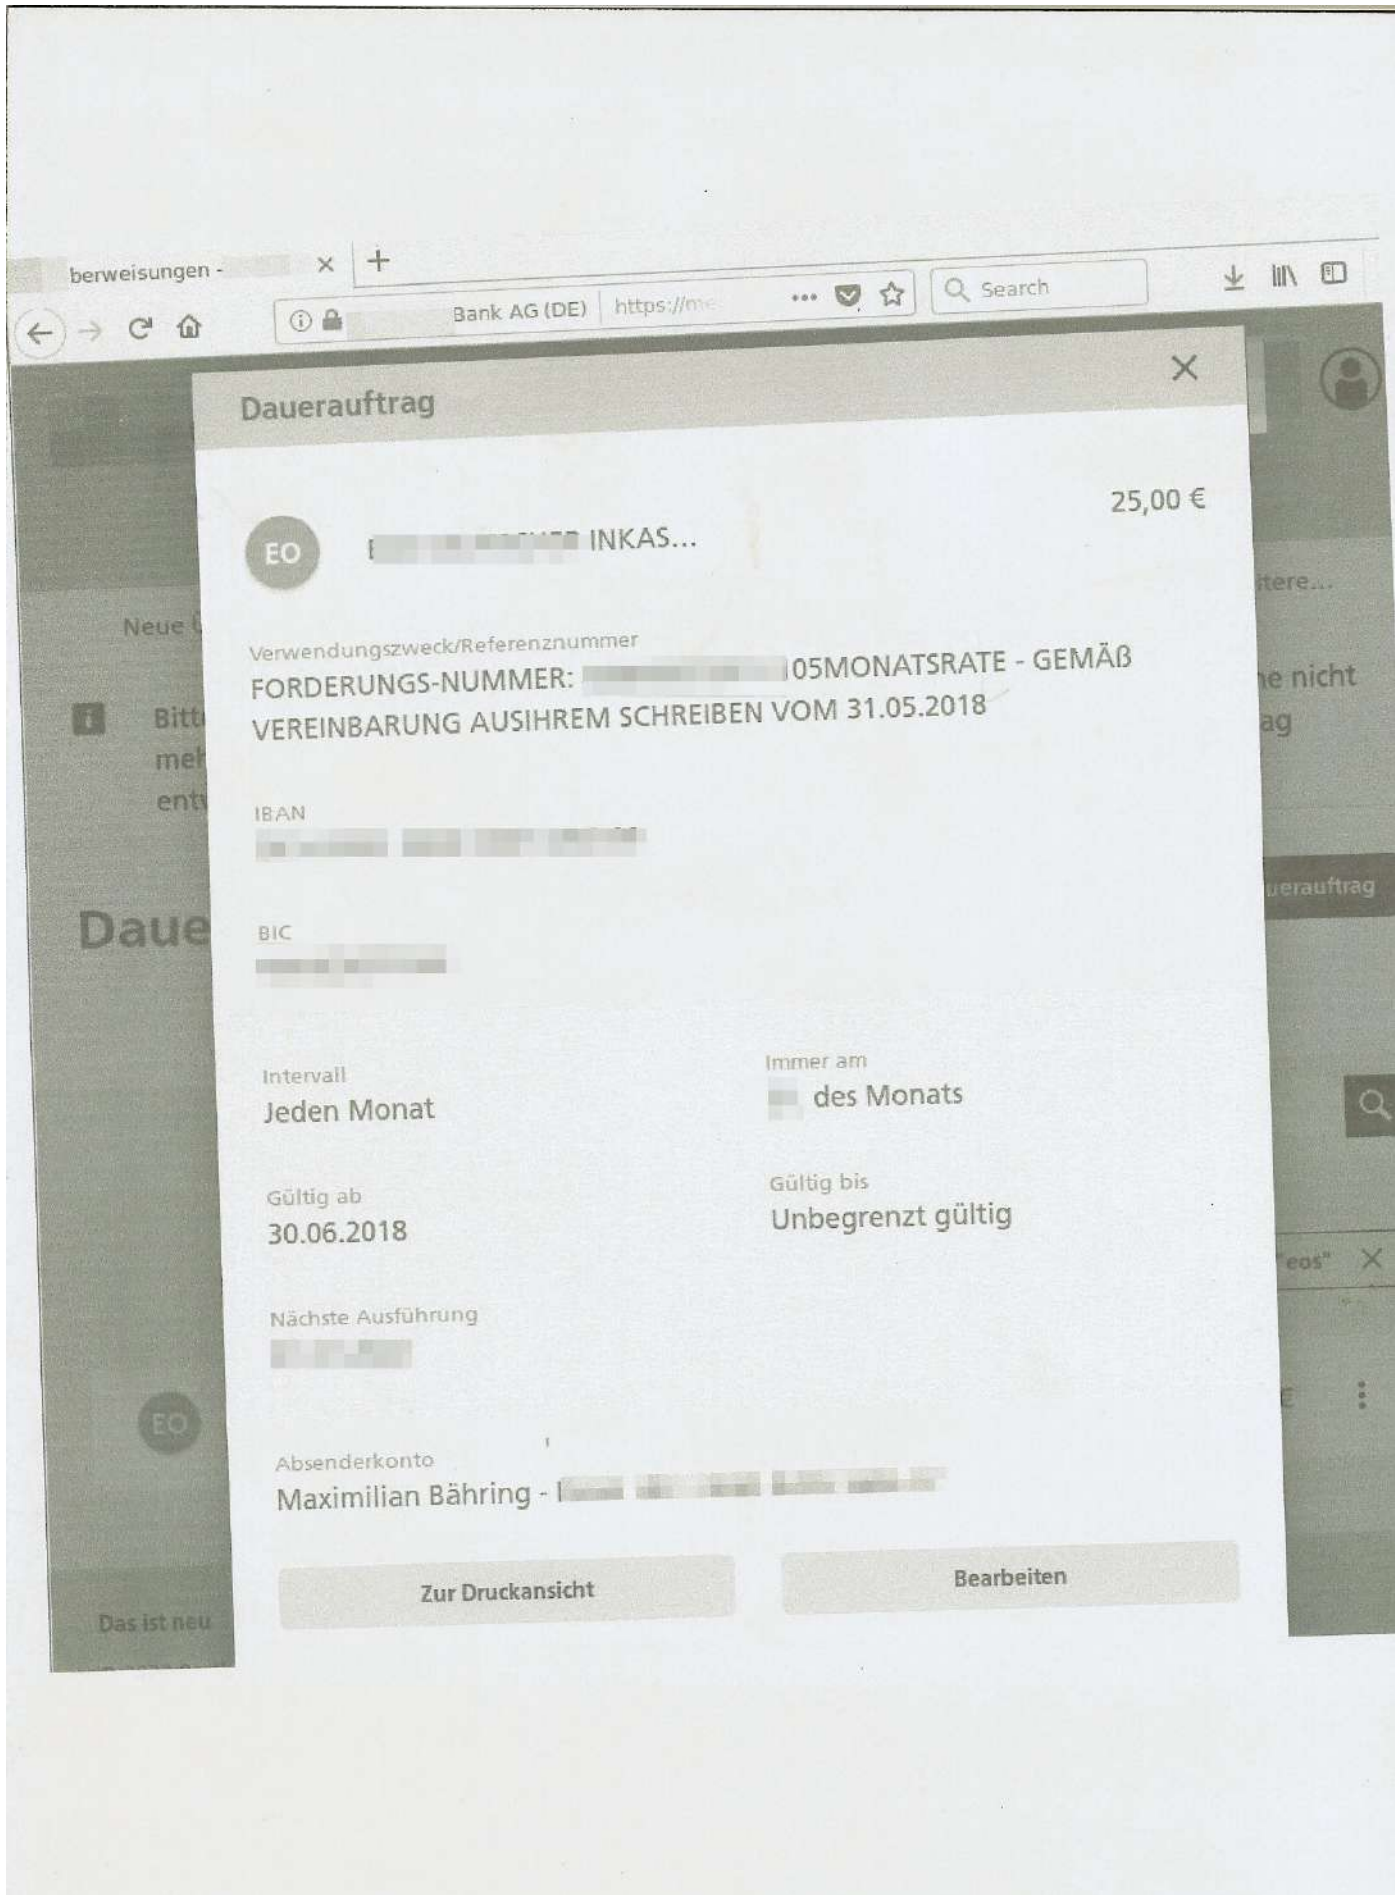 berweisungen -
Bank AG (DE) https://me
Search
Dauerauftrag
25,00 €
EO INKAS...
Neue
itere...
Verwendungszweck/Referenznummer
FORDERUNGS-NUMMER: 05MONATSRATE - GEMÄß
VEREINBARUNG AUSIHREM SCHREIBEN VOM 31.05.2018
i Bitt
ne nicht
meh
ag
entw
IBAN
uerauftrag
Daue
BIC
Intervall
Immer am
Jeden Monat
des Monats
Gültig ab
Gültig bis
30.06.2018
Unbegrenzt gültig
"eos"
Nächste Ausführung
EO
€
Absenderkonto
Maximilian Bähring -
Zur Druckansicht
Bearbeiten
Das ist neu